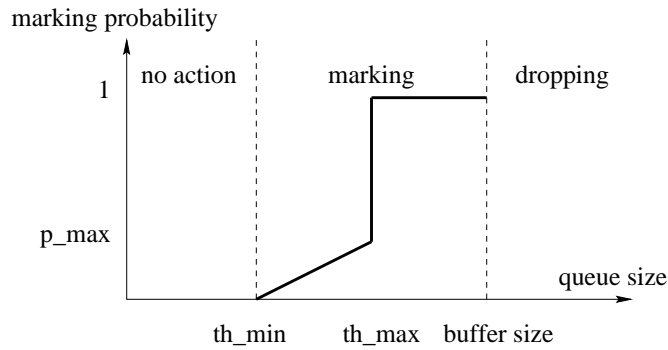 marking probability
1
no action
marking
dropping
p_max
queue size
th_min
th_max
buffer size